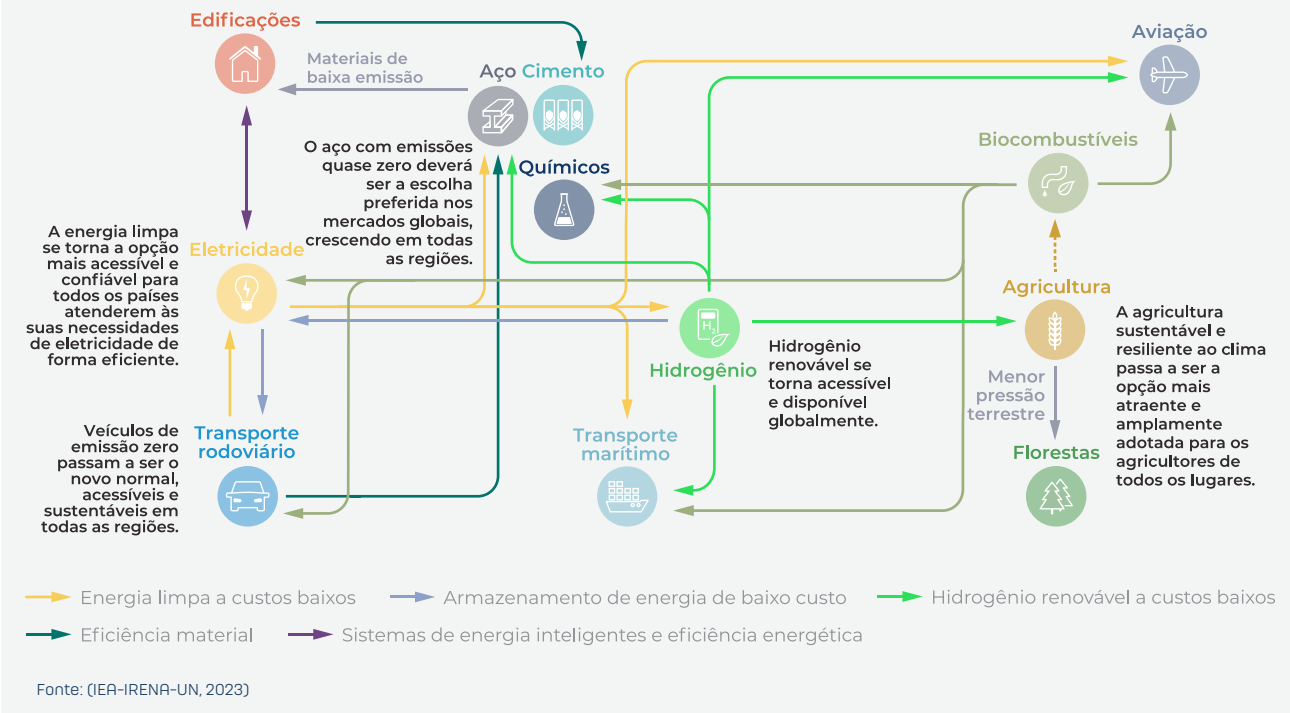 Edificações
Materiais de
baixa emissão
Aço
Cimento
O aço com emissões
quase zero deverá
ser a escolha
preferida nos
mercados globais,
crescendo em todas
as regiões.
Químicos
Aviação
Biocombustíveis
A energia limpa
se torna a opção
mais acessível e
confiável para
todos os países
atenderem às
suas necessidades
de eletricidade de
forma eficiente.
Eletricidade
H2
Hidrogênio
Hidrogênio
renovável se
torna acessível
e disponível
globalmente.
Agricultura
A agricultura
sustentável e
resiliente ao clima
passa a ser a
opção mais
atraente e
amplamente
adotada para os
agricultores de
todos os lugares.
Menor
pressão
terrestre
Florestas
Veículos de
emissão zero
passam a ser o
novo normal,
acessíveis e
sustentáveis em
todas as regiões.
Transporte
rodoviário
Transporte
marítimo
Energia limpa a custos baixos
Armazenamento de energia de baixo custo
Hidrogênio renovável a custos baixos
Eficiência material
Sistemas de energia inteligentes e eficiência energética
Fonte: (IEA-IRENA-UN, 2023)